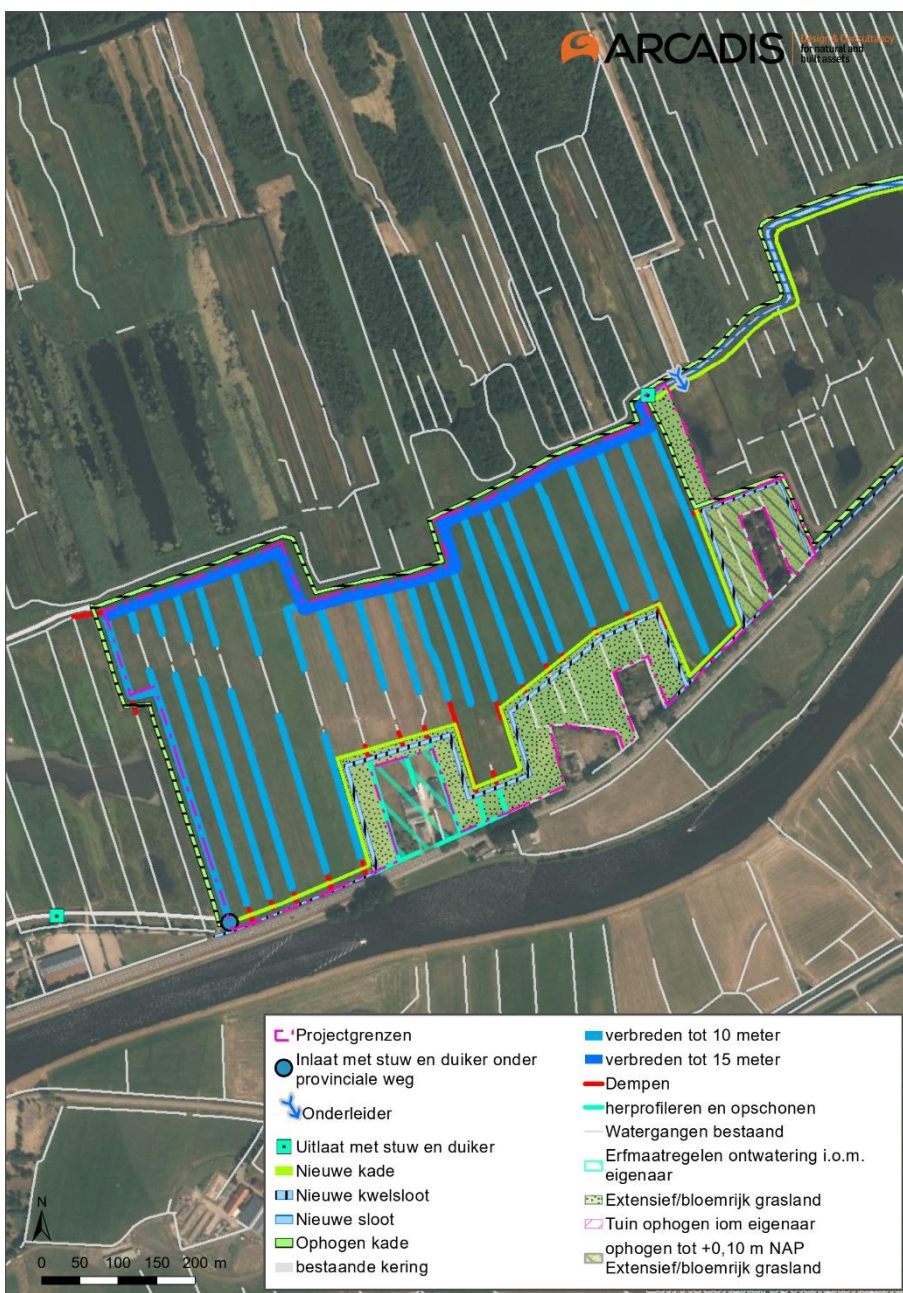 ARCADIS
Design & Consultancy
for natural and
built assets
Projectgrenzen
Inlaat met stuw en duiker onder
provinciale weg
Onderleider
Uitlaat met stuw en duiker
Nieuwe kade
Nieuwe kwelsloot
Nieuwe sloot
Ophogen kade
bestaande kering
verbreden tot 10 meter
verbreden tot 15 meter
Dempen
herprofileren en opschonen
Watergangen bestaand
Erfmaatregelen ontwatering i.o.m.
eigenaar
Extensief/bloemrijk grasland
Tuin ophogen iom eigenaar
ophogen tot +0,10 m NAP
Extensief/bloemrijk grasland
N
0 50 100 150 200 m